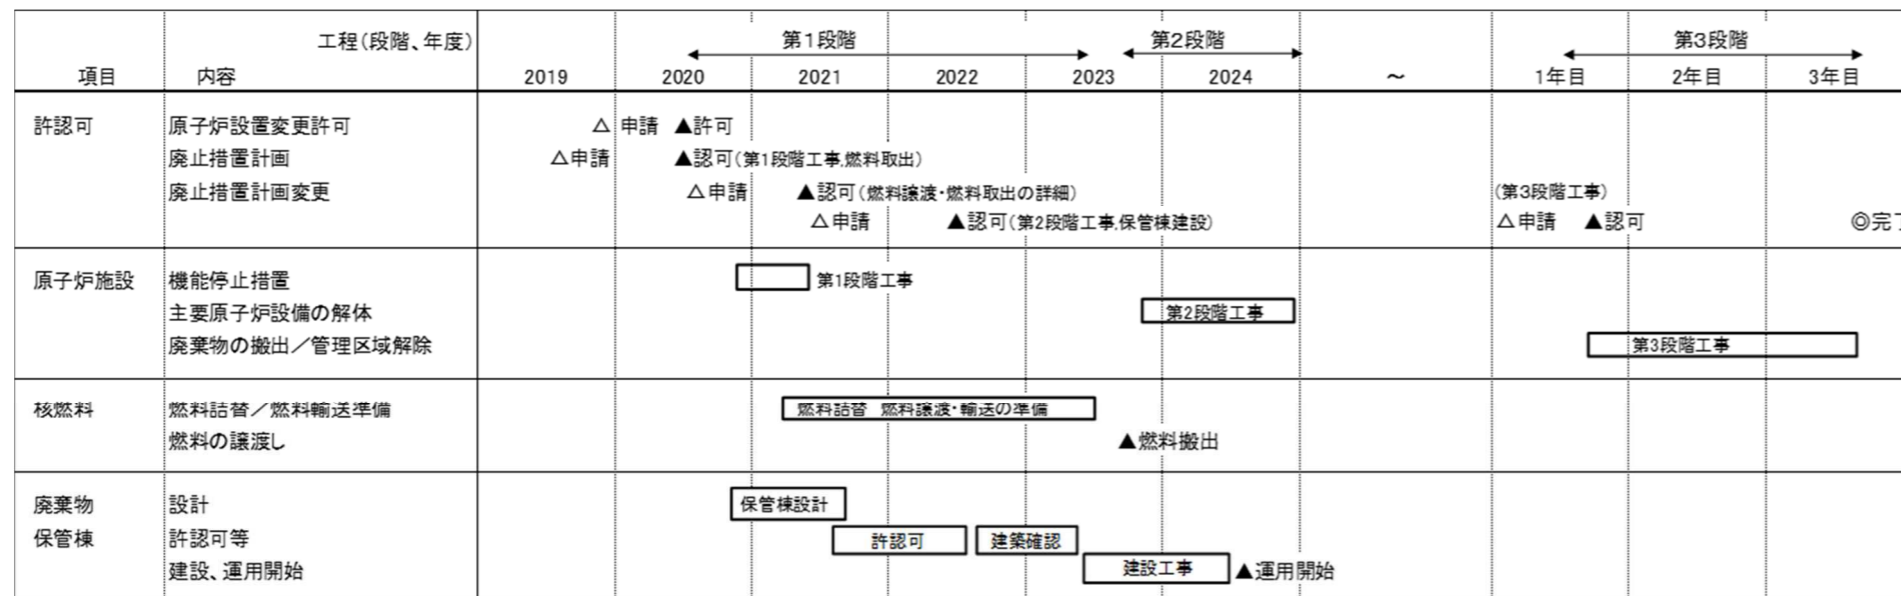 工程(段階、年度) 第1段階 第2段階 第3段階
項目 内容 2019 2020 2021 2022 2023 2024 ～ 1年目 2年目 3年目
許認可 原子炉設置変更許可 △ 申請 ▲許可
廃止措置計画 △申請 ▲認可(第1段階工事,燃料取出)
廃止措置計画変更 △申請 ▲認可(燃料譲渡・燃料取出の詳細) (第3段階工事)
△申請 ▲認可(第2段階工事,保管棟建設) △申請 ▲認可 ◎完了
原子炉施設 機能停止措置 第1段階工事
主要原子炉設備の解体 第2段階工事
廃棄物の搬出／管理区域解除 第3段階工事
核燃料 燃料詰替／燃料輸送準備 燃料詰替 燃料譲渡・輸送の準備
燃料の譲渡し ▲燃料搬出
廃棄物 設計 保管棟設計
保管棟 許認可等 許認可 建築確認
建設、運用開始 建設工事 ▲運用開始